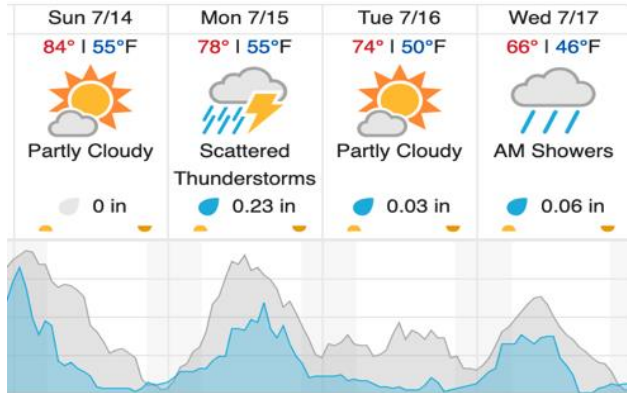 Sun 7/14 Mon 7/15 Tue 7/16 Wed 7/17
84° | 55°F 78° | 55°F 74° | 50°F 66° | 46°F
Partly Cloudy Scattered Thunderstorms Partly Cloudy AM Showers
0 in 0.23 in 0.03 in 0.06 in